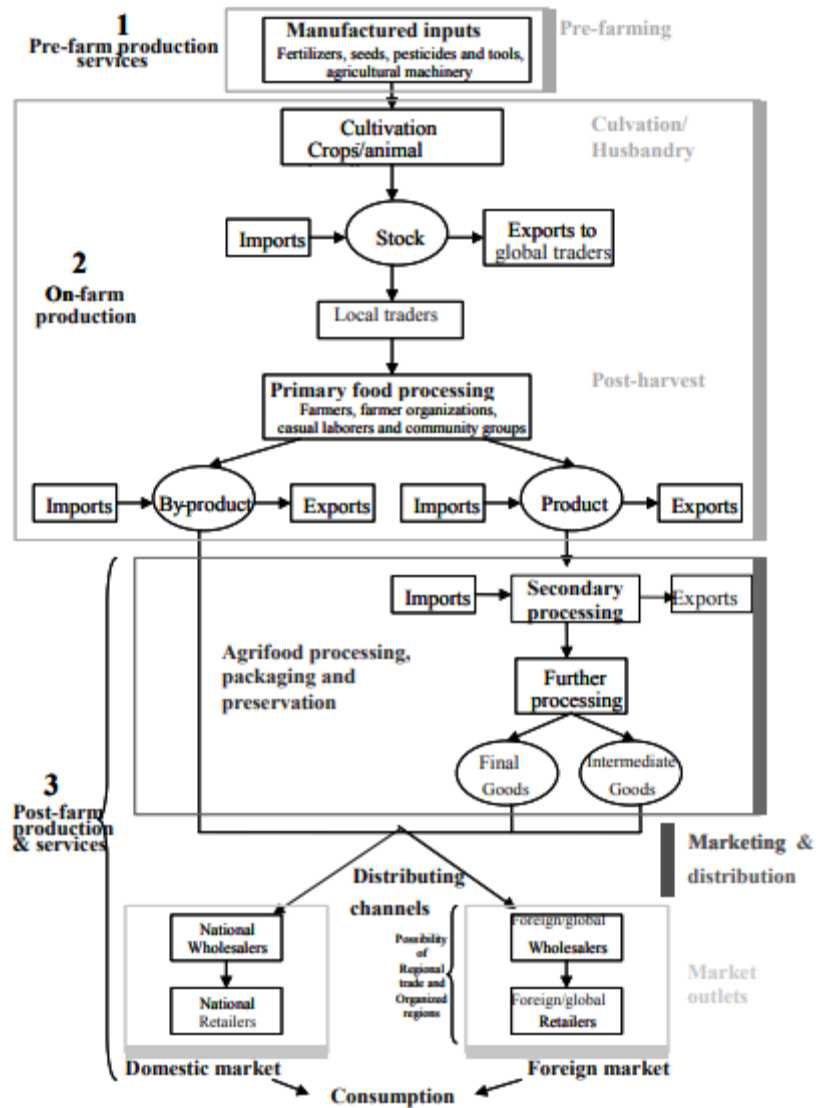 1
Pre-farm production
services
Manufactured inputs
Fertilizers, seeds, pesticides and tools,
agricultural machinery
Pre-farming
Cultivation
Crops/animal
Culvation/
Husbandry
Imports
Stock
Exports to
global traders
2
On-farm
production
Local traders
Primary food processing
Farmers, farmer organizations,
casual laborers and community groups
Post-harvest
Imports
By-product
Exports
Imports
Product
Exports
Imports
Secondary
processing
Exports
Agrifood processing,
packaging and
preservation
Further
processing
Final
Goods
Intermediate
Goods
3
Post-farm
production
& services
Marketing &
distribution
Distributing
channels
National
Wholesalers
National
Retailers
Possibility
of
Regional
trade and
Organized
regions
Foreign/global
Wholesalers
Foreign/global
Retailers
Market
outlets
Domestic market
Foreign market
Consumption